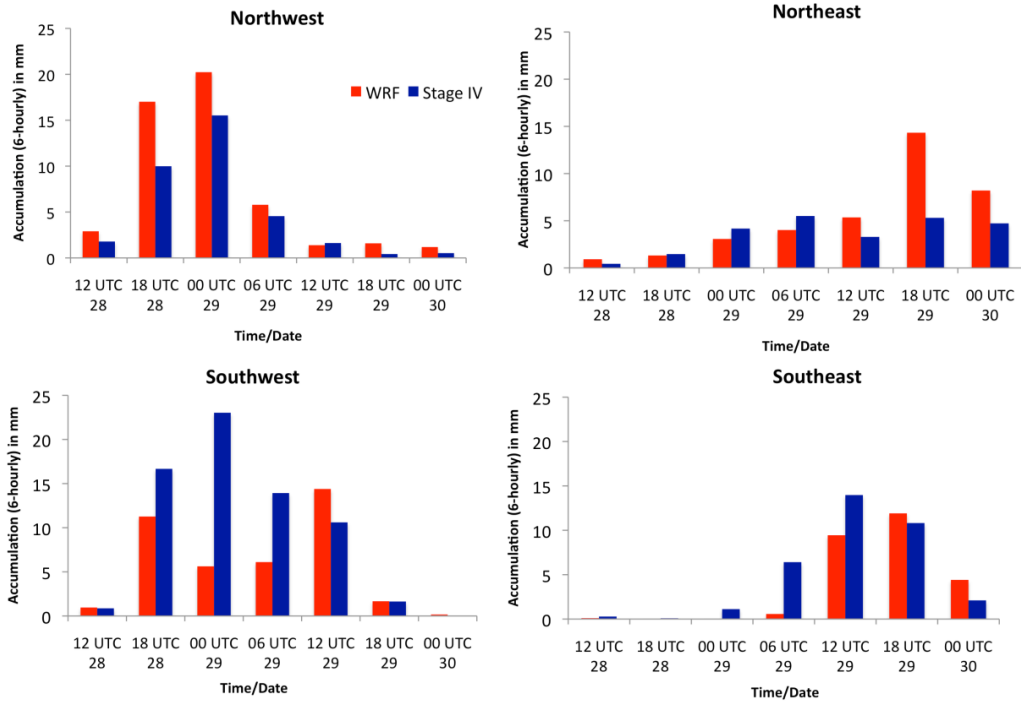 Northwest
Accumulation (6-hourly) in mm
25
20
15
10
5
0
WRF Stage IV
12 UTC 18 UTC 00 UTC 06 UTC 12 UTC 18 UTC 00 UTC
28 28 29 29 29 29 30
Time/Date
Northeast
Accumulation (6-hourly) in mm
25
20
15
10
5
0
12 UTC 18 UTC 00 UTC 06 UTC 12 UTC 18 UTC 00 UTC
28 28 29 29 29 29 30
Time/Date
Southwest
Accumulation (6-hourly) in mm
25
20
15
10
5
0
12 UTC 18 UTC 00 UTC 06 UTC 12 UTC 18 UTC 00 UTC
28 28 29 29 29 29 30
Time/Date
Southeast
Accumulation (6-hourly) in mm
25
20
15
10
5
0
12 UTC 18 UTC 00 UTC 06 UTC 12 UTC 18 UTC 00 UTC
28 28 29 29 29 29 30
Time/Date